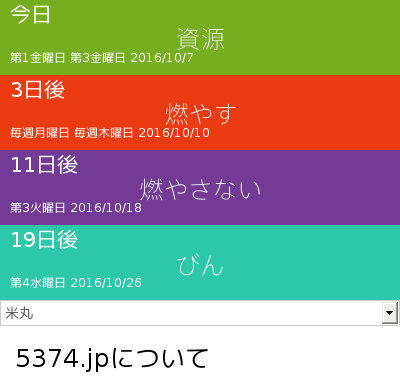 今日
資源
第1金曜日 第3金曜日 2016/10/7
3日後
燃やす
毎週月曜日 毎週木曜日 2016/10/10
11日後
燃やさない
第3火曜日 2016/10/18
19日後
びん
第4水曜日 2016/10/26
米丸
5374.jpについて